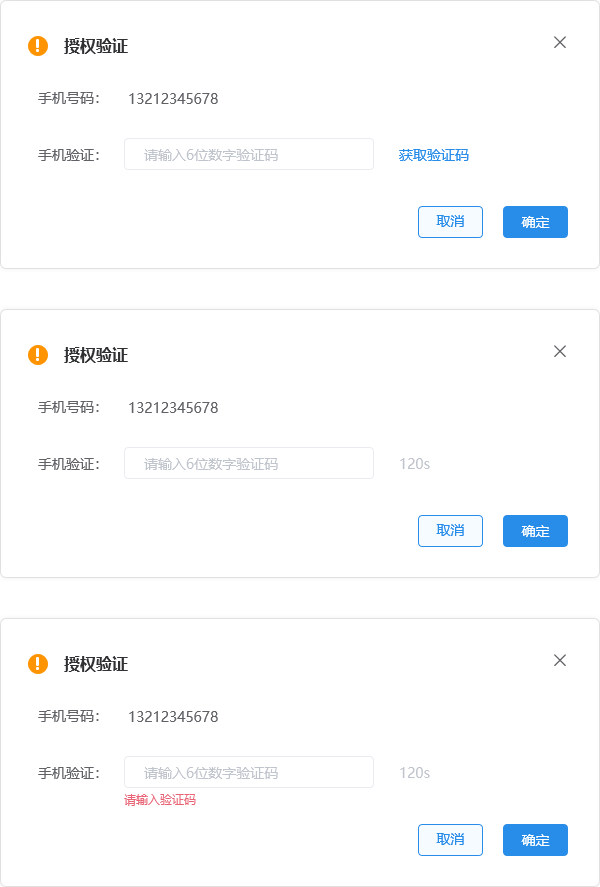 授权验证
手机号码： 13212345678
手机验证： 请输入6位数字验证码 获取验证码
取消 确定
授权验证
手机号码： 13212345678
手机验证： 请输入6位数字验证码 120s
取消 确定
授权验证
手机号码： 13212345678
手机验证： 请输入6位数字验证码 120s
请输入验证码
取消 确定